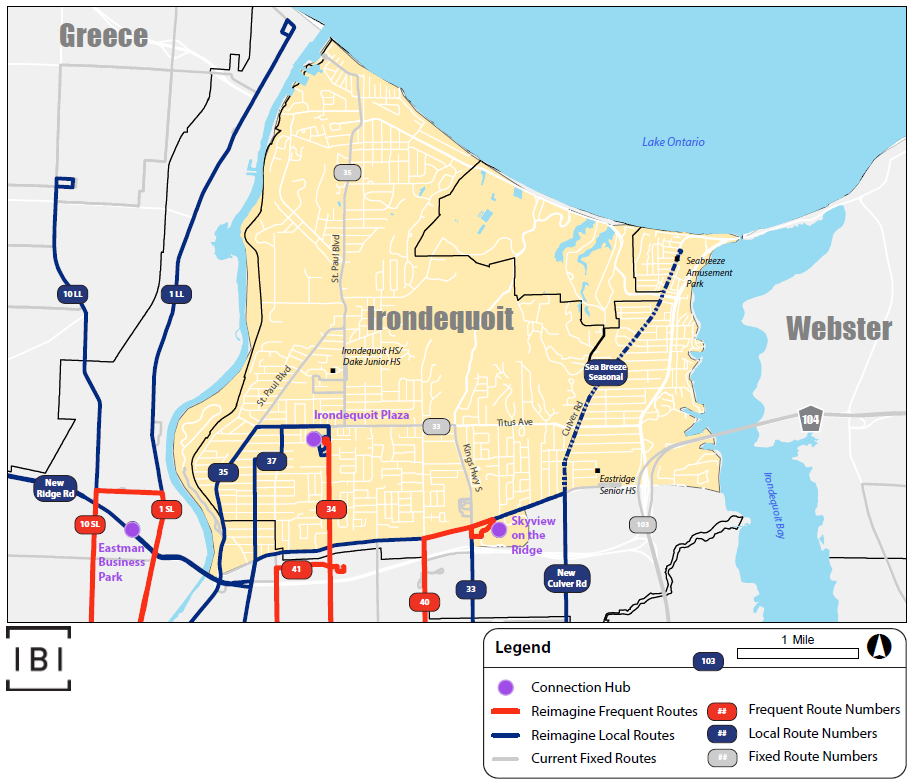 Greece
Lake Ontario
35
St. Paul Blvd
Seabreeze
Amusement
Park
10 LL
1 LL
Irondequoit
Webster
Irondequoit HS/
Dake Junior HS
Sea Breeze
Seasonal
St. Paul Blvd
Irondequoit Plaza
Culver Rd
104
33
Titus Ave
37
35
Kings Hwy S
New
Ridge Rd
Eastridge
Senior HS
Irondequoit Bay
10 SL
1 SL
34
Skyview
on the
Ridge
103
Eastman
Business
Park
41
New
Culver Rd
40
33
IBI
Legend
103
1 Mile
Connection Hub
Reimagine Frequent Routes
## Frequent Route Numbers
Reimagine Local Routes
## Local Route Numbers
Current Fixed Routes
## Fixed Route Numbers